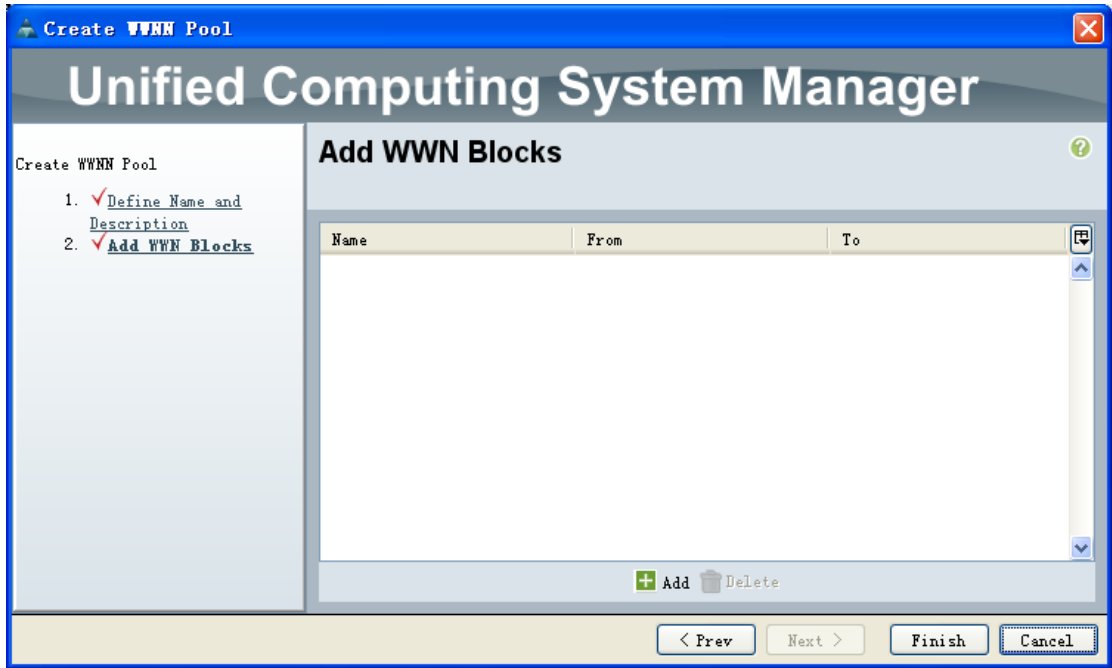 Create WWNN Pool
Unified Computing System Manager
Create WWNN Pool
1. Define Name and
Description
2. Add WWN Blocks
Add WWN Blocks
?
Name From To
Add Delete
< Prev Next > Finish Cancel